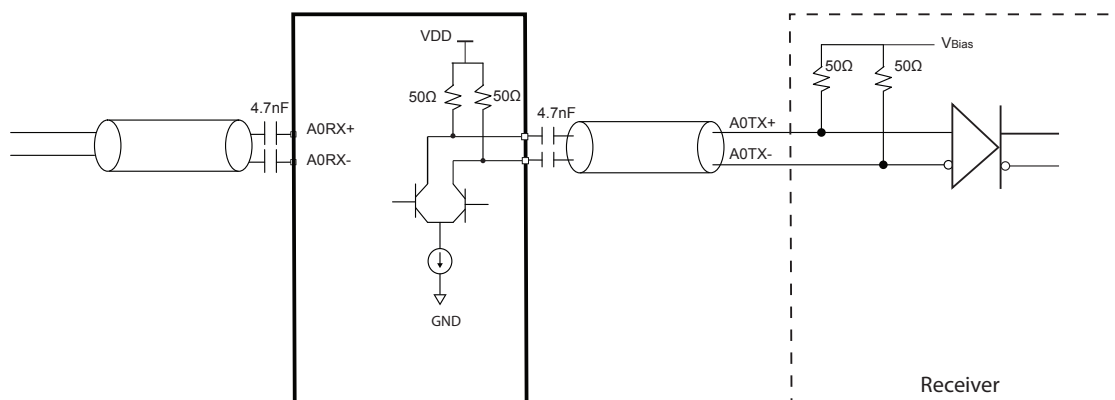 VDD
VBias
50Ω
50Ω
50Ω
50Ω
4.7nF
4.7nF
A0RX+
A0TX+
A0RX-
A0TX-
GND
Receiver